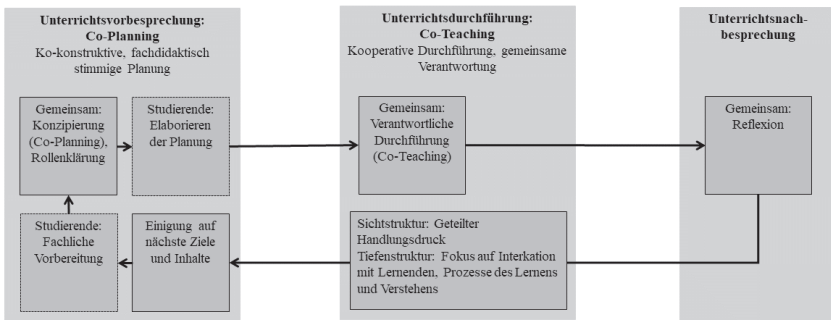 Unterrichtsvorbesprechung:
Co-Planning
Ko-konstruktive, fachdidaktisch
stimmige Planung
Gemeinsam:
Konzipierung
(Co-Planning),
Rollenklärung
Studierende:
Elaborieren
der Planung
Studierende:
Fachliche
Vorbereitung
Einigung auf
nächste Ziele
und Inhalte
Unterrichtsdurchführung:
Co-Teaching
Kooperative Durchführung, gemeinsame
Verantwortung
Gemeinsam:
Verantwortliche
Durchführung
(Co-Teaching)
Sichtstruktur: Geteilter
Handlungsdruck
Tiefenstruktur: Fokus auf Interkation
mit Lernenden, Prozesse des Lernens
und Verstehens
Unterrichtsnach-
besprechung
Gemeinsam:
Reflexion